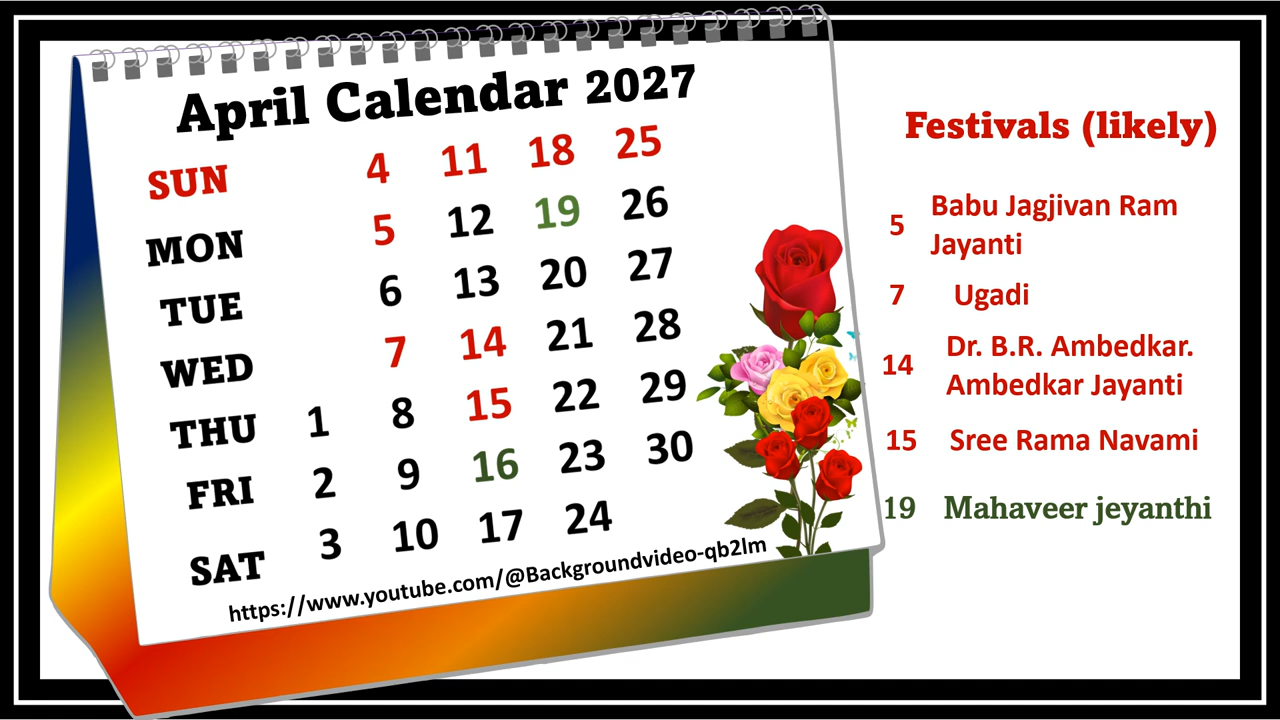 April Calendar 2027
SUN 4 11 18 25
MON 5 12 19 26
TUE 6 13 20 27
WED 7 14 21 28
THU 1 8 15 22 29
FRI 2 9 16 23 30
SAT 3 10 17 24
https://www.youtube.com/@Backgroundvideo-qb2lm
Festivals (likely)
5 Babu Jagjivan Ram
Jayanti
7 Ugadi
14 Dr. B.R. Ambedkar.
Ambedkar Jayanti
15 Sree Rama Navami
19 Mahaveer jeyanthi